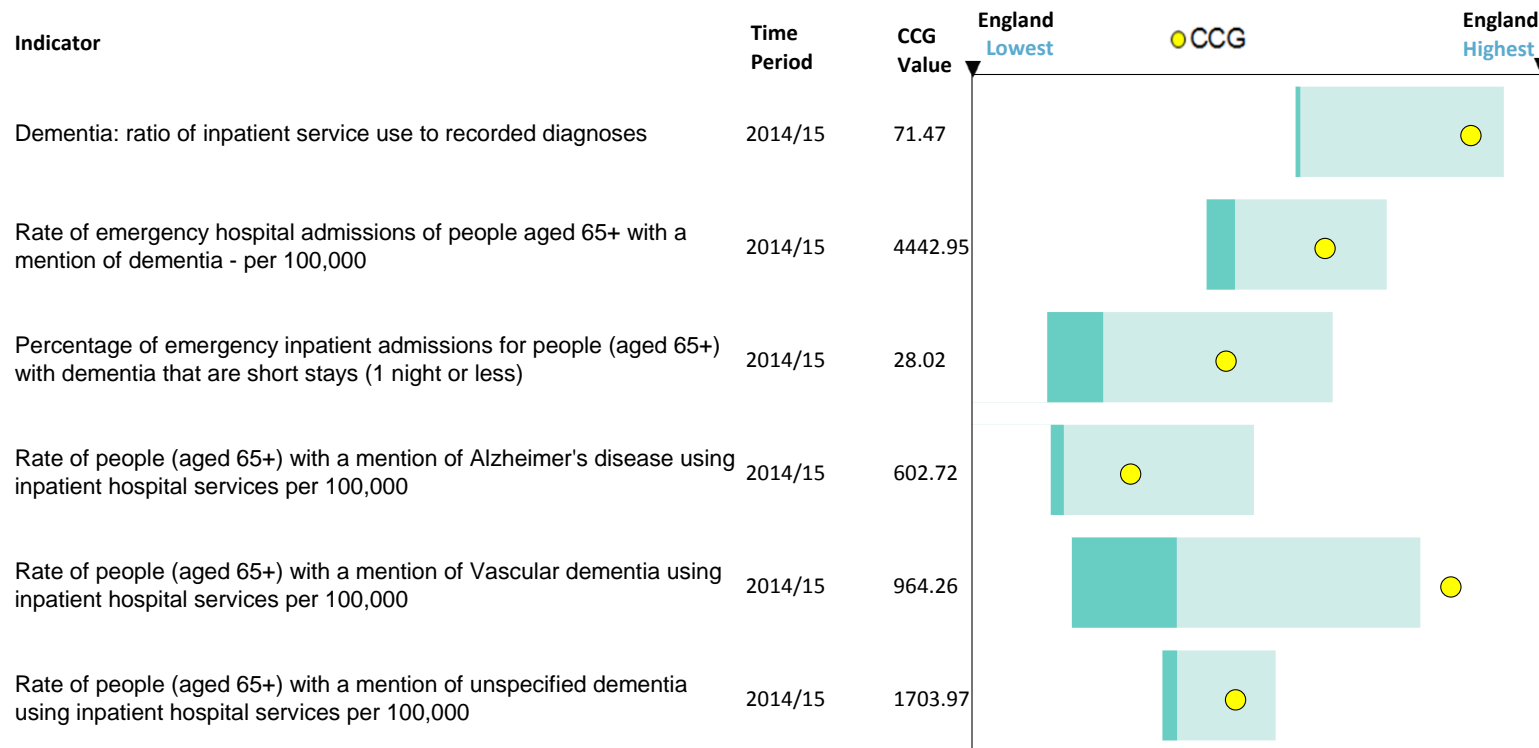 Indicator
Time
Period
CCG
Value
England
Lowest
CCG
England
Highest
Dementia: ratio of inpatient service use to recorded diagnoses
2014/15
71.47
Rate of emergency hospital admissions of people aged 65+ with a
mention of dementia - per 100,000
2014/15
4442.95
Percentage of emergency inpatient admissions for people (aged 65+)
with dementia that are short stays (1 night or less)
2014/15
28.02
Rate of people (aged 65+) with a mention of Alzheimer's disease using
inpatient hospital services per 100,000
2014/15
602.72
Rate of people (aged 65+) with a mention of Vascular dementia using
inpatient hospital services per 100,000
2014/15
964.26
Rate of people (aged 65+) with a mention of unspecified dementia
using inpatient hospital services per 100,000
2014/15
1703.97